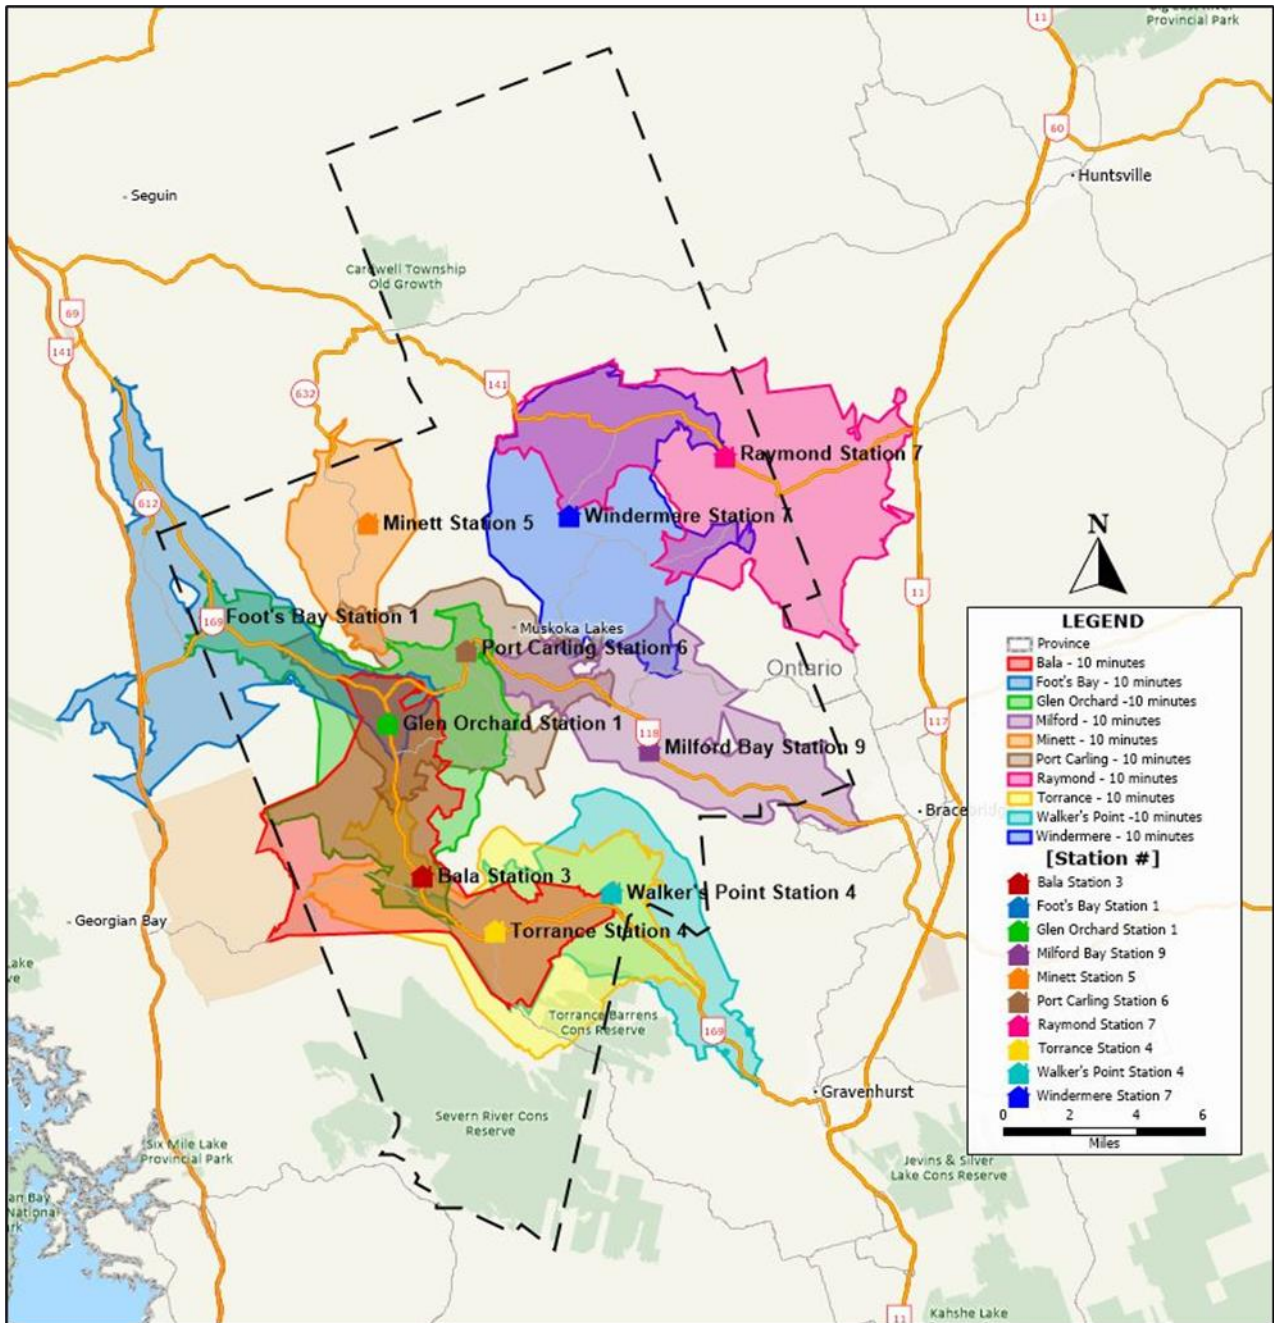 11
Provincial Park
60
Huntsville
Seguin
Cardwell Township
Old Growth
69
141
632
141
Raymond Station 7
612
Minett Station 5
Windermere Station 7
N
11
169
Foot's Bay Station 1
Muskoka Lakes
Port Carling Station 6
Ontario
Glen Orchard Station 1
118
Milford Bay Station 9
117
Bracebridge
Bala Station 3
Walker's Point Station 4
Georgian Bay
Torrance Station 4
Lake
Torrance Barrens
Cons Reserve
169
Gravenhurst
Severn River Cons
Reserve
Six Mile Lake
Provincial Park
Jevins & Silver
Lake Cons Reserve
an Bay
National
Kahshe Lake
11
LEGEND
Province
Bala - 10 minutes
Foot's Bay - 10 minutes
Glen Orchard -10 minutes
Milford - 10 minutes
Minett - 10 minutes
Port Carling - 10 minutes
Raymond - 10 minutes
Torrance - 10 minutes
Walker's Point -10 minutes
Windermere - 10 minutes
[Station #]
Bala Station 3
Foot's Bay Station 1
Glen Orchard Station 1
Milford Bay Station 9
Minett Station 5
Port Carling Station 6
Raymond Station 7
Torrance Station 4
Walker's Point Station 4
Windermere Station 7
0 2 4 6
Miles